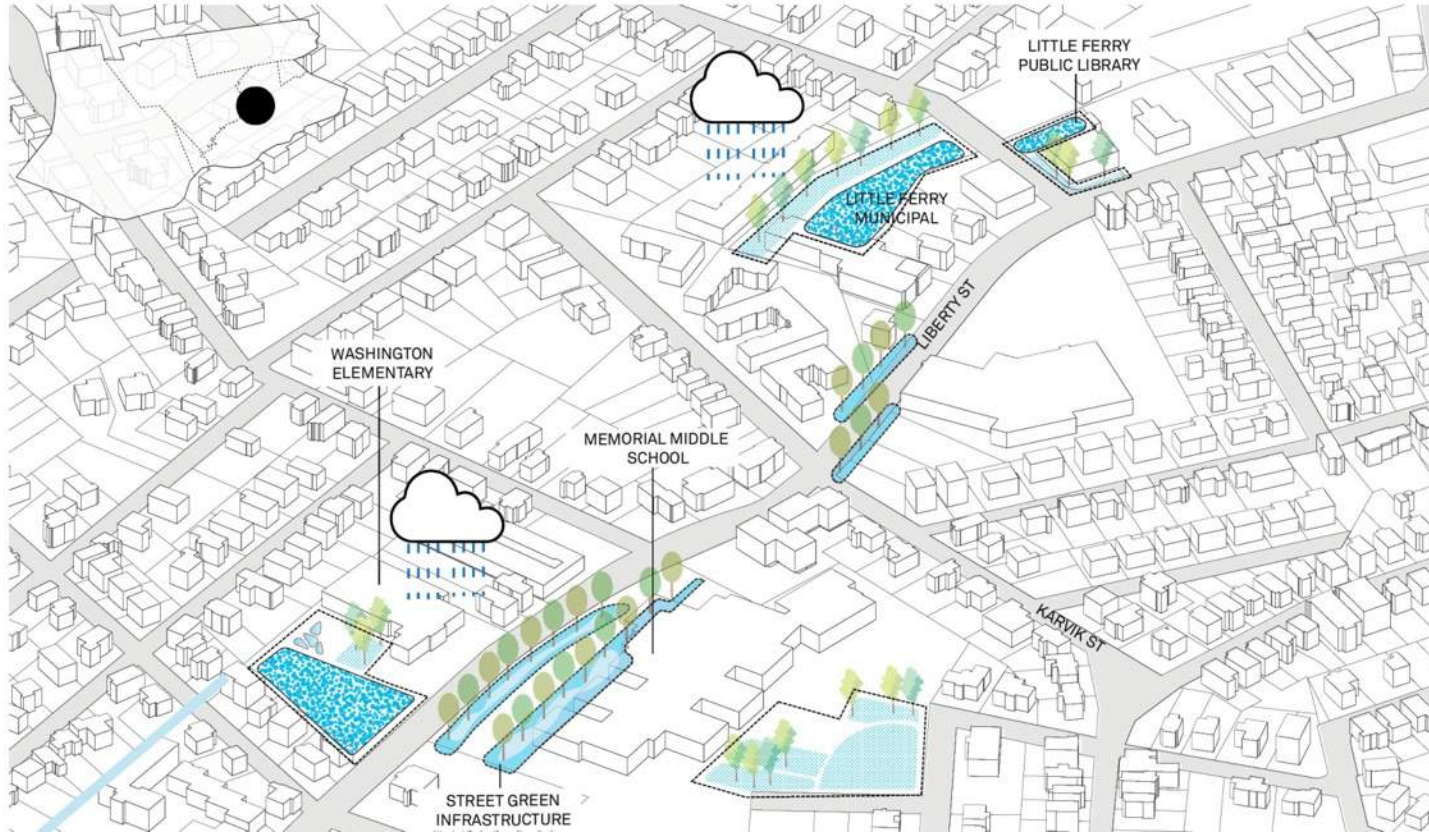 LITTLE FERRY
PUBLIC LIBRARY
LITTLE FERRY
MUNICIPAL
LIBERTY ST
WASHINGTON
ELEMENTARY
MEMORIAL MIDDLE
SCHOOL
KARVIK ST
STREET GREEN
INFRASTRUCTURE